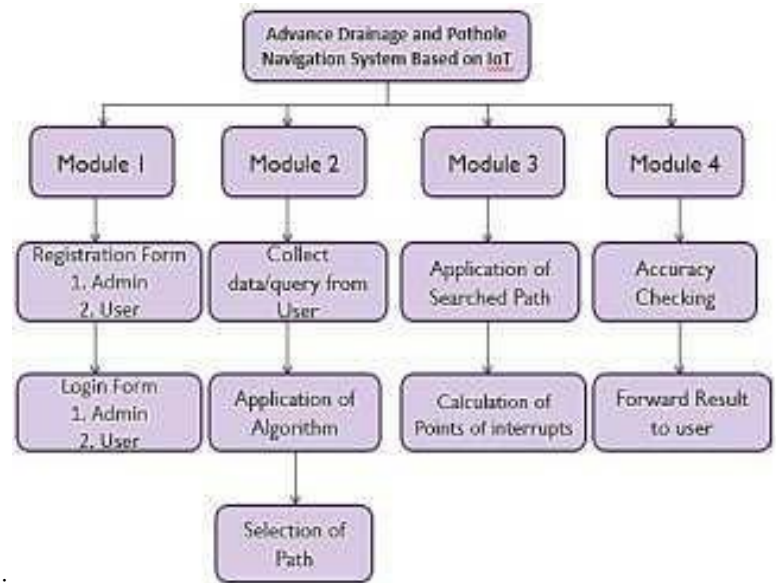 Advance Drainage and Pothole
Navigation System Based on IoT
Module 1
Module 2
Module 3
Module 4
Registration Form
1. Admin
2. User
Collect
data/query from
User
Application of
Searched Path
Accuracy
Checking
Login Form
1. Admin
2. User
Application of
Algorithm
Calculation of
Points of interrupts
Forward Result
to user
Selection of
Path
.